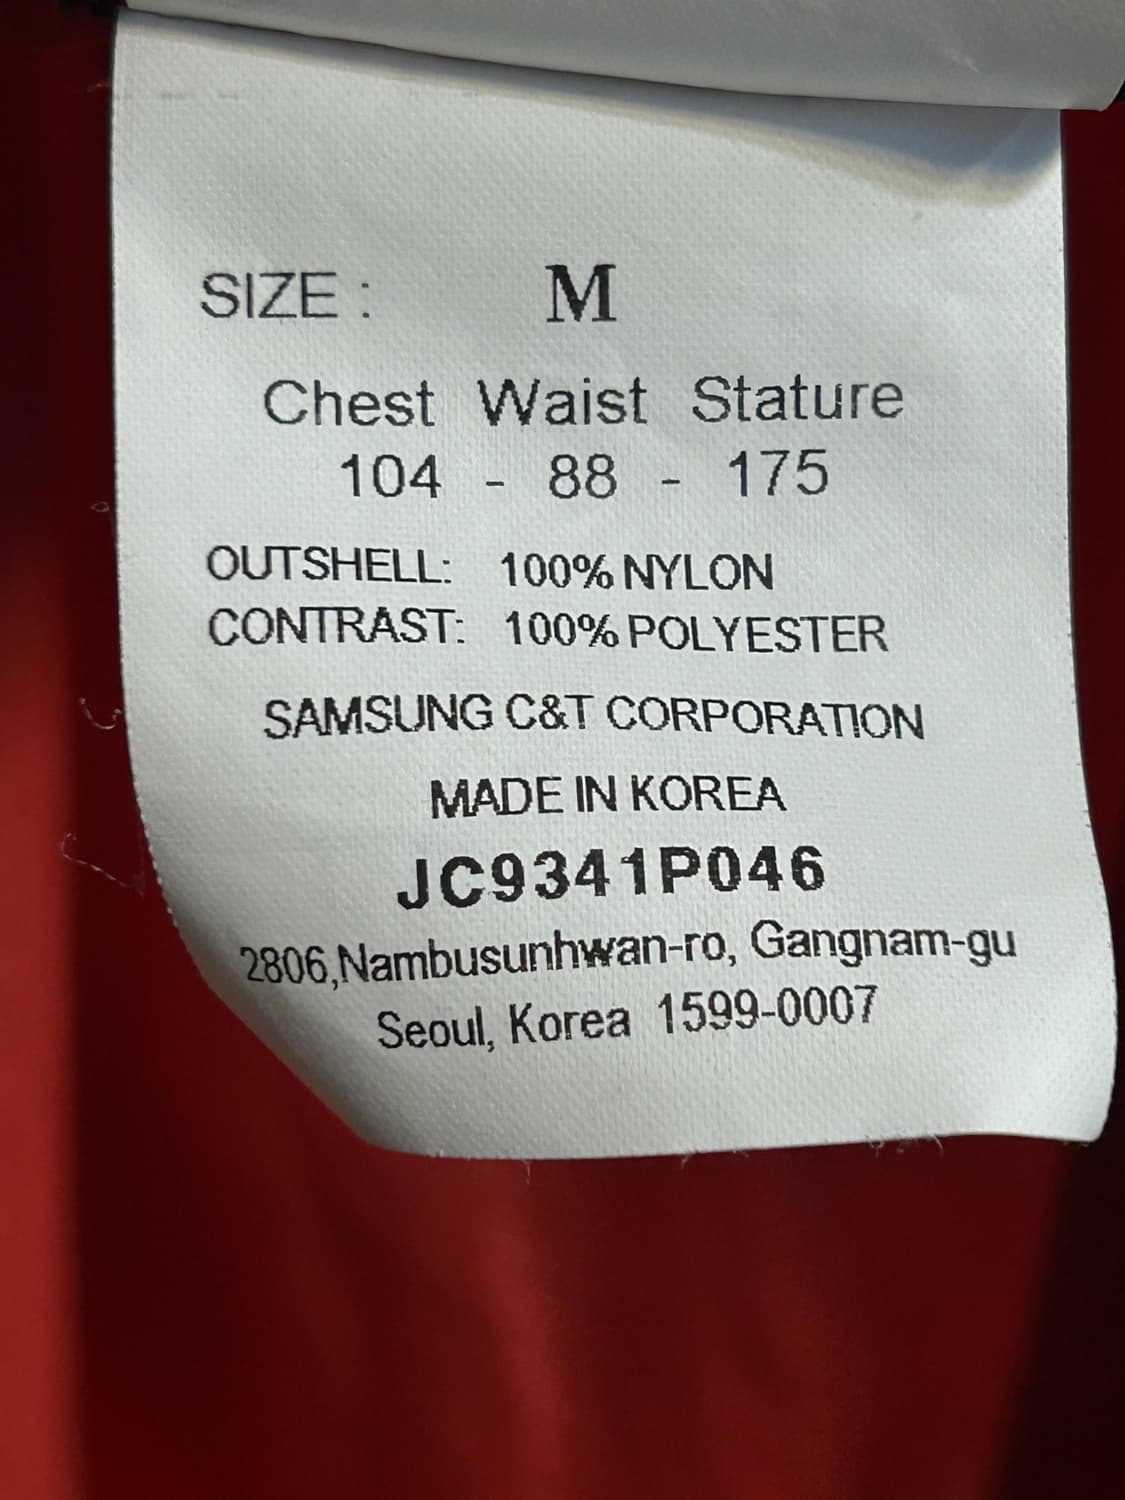 SIZE : M
Chest Waist Stature
104 - 88 - 175
OUTSHELL: 100% NYLON
CONTRAST: 100% POLYESTER
SAMSUNG C&T CORPORATION
MADE IN KOREA
JC9341P046
2806,Nambusunhwan-ro, Gangnam-gu
Seoul, Korea 1599-0007